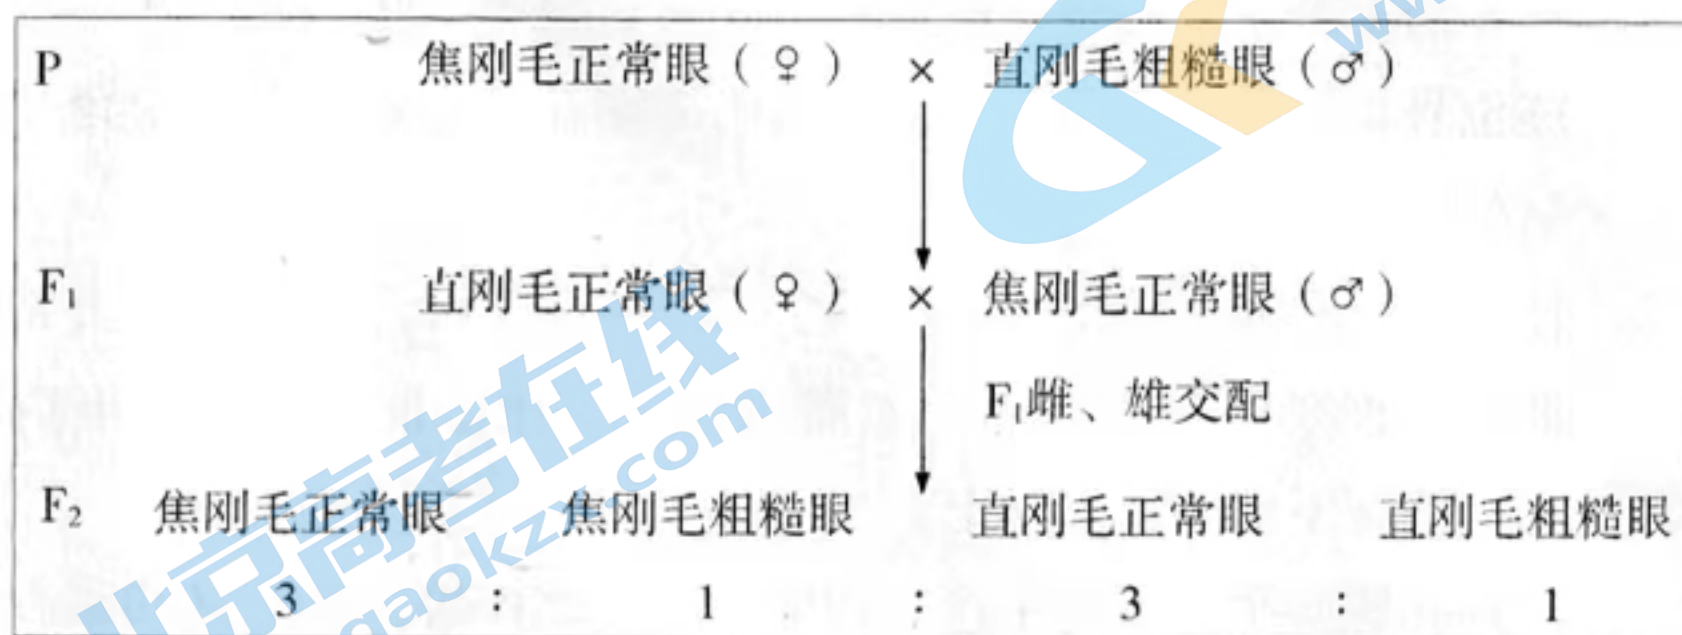 P 焦刚毛正常眼（♀） × 直刚毛粗糙眼（♂）
F₁ 直刚毛正常眼（♀） × 焦刚毛正常眼（♂）
F₁雌、雄交配
F₂ 焦刚毛正常眼 焦刚毛粗糙眼 直刚毛正常眼 直刚毛粗糙眼
3 : 1 : 3 : 1
北京高考在线
gaokzx.com